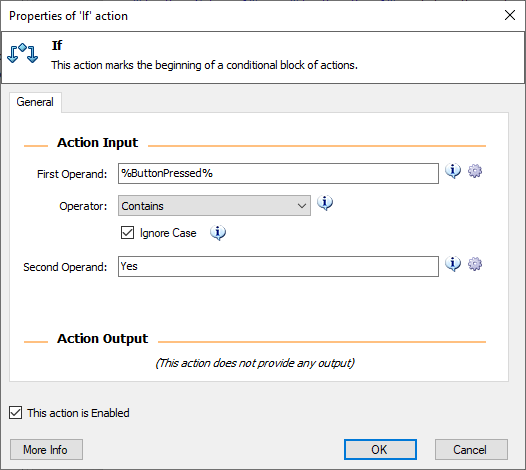 Properties of 'If' action
If
This action marks the beginning of a conditional block of actions.
General
Action Input
First Operand: %ButtonPressed%
Operator: Contains
Ignore Case
Second Operand: Yes
Action Output
(This action does not provide any output)
This action is Enabled
More Info OK Cancel